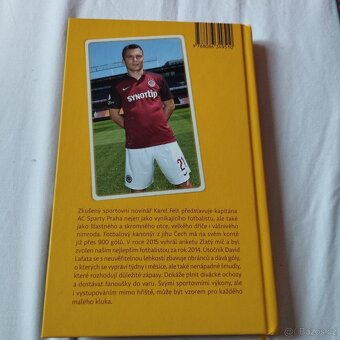 SYNOTtip
21
Zkušený sportovní novinář Karel Felt představuje kapitána
AC Sparty Praha nejen jako vynikajícího fotbalistu, ale také
jako šťastného a skromného otce, velkého dříče i vášnivého
nimroda. Fotbalový kanonýr z jihu Čech má na svém kontě
již přes 900 gólů. V roce 2015 vyhrál anketu Zlatý míč a byl
zvolen naším nejlepším fotbalistou za rok 2014. Útočník David
Lafata se s neuvěřitelnou lehkostí zbavuje obránců a dává góly,
o kterých se vypráví týdny i měsíce, ale také nenápadné šmudly,
které rozhodují důležité zápasy. Dokáže plnit divácké ochozy
a dostávat fanoušky do varu. Svými sportovními výkony, ale
i vystupováním mimo hřiště, může být vzorem pro každého
malého kluka.